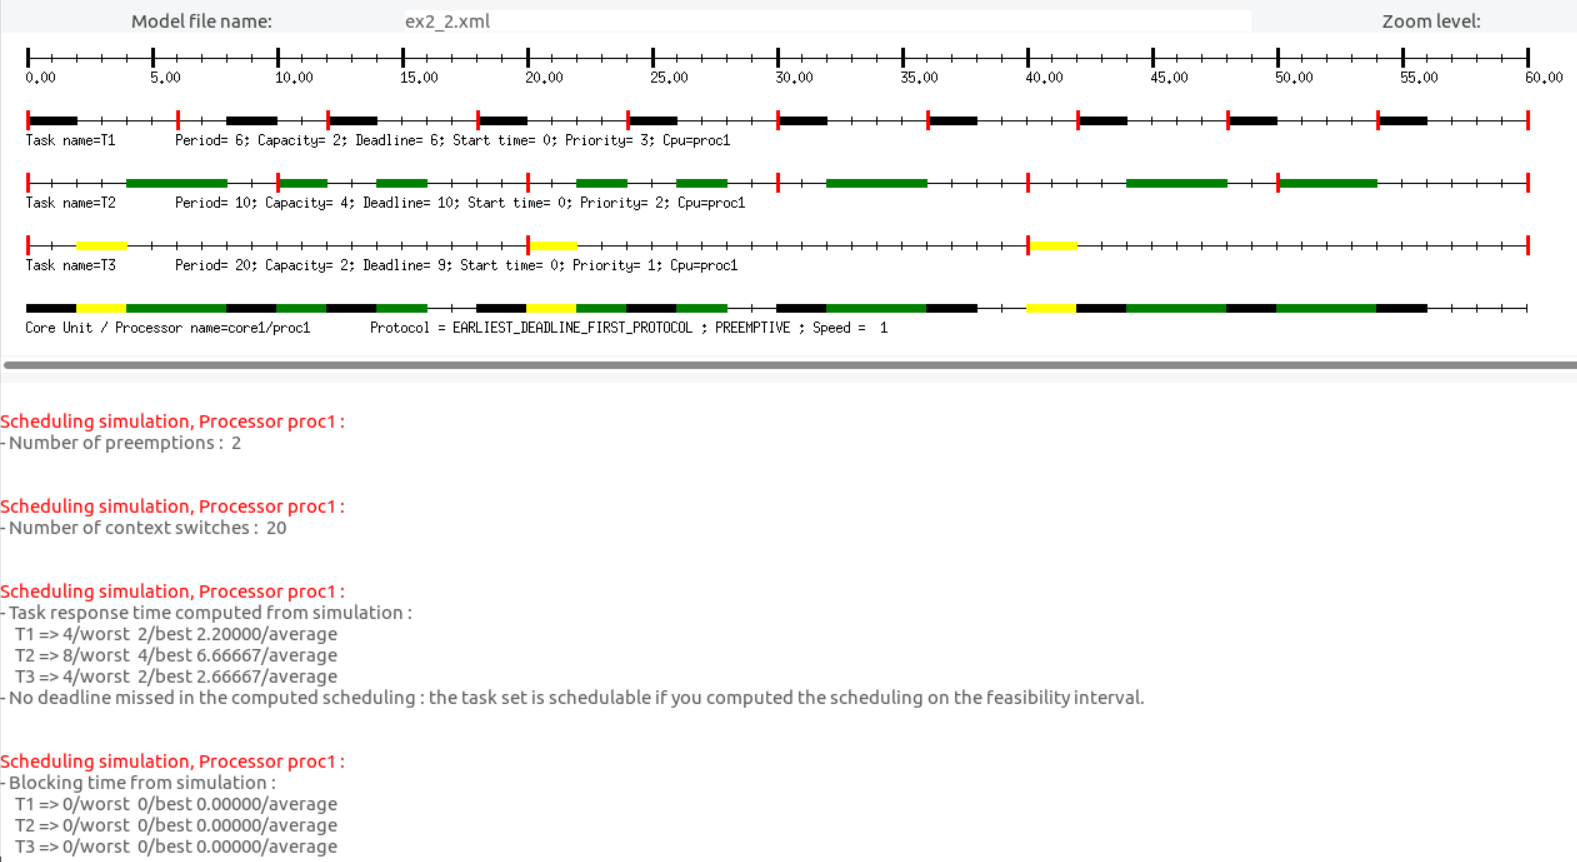 Model file name: ex2_2.xml Zoom level:
0.00 5.00 10.00 15.00 20.00 25.00 30.00 35.00 40.00 45.00 50.00 55.00 60.00
Task name=T1 Period= 6; Capacity= 2; Deadline= 6; Start time= 0; Priority= 3; Cpu=proc1
Task name=T2 Period= 10; Capacity= 4; Deadline= 10; Start time= 0; Priority= 2; Cpu=proc1
Task name=T3 Period= 20; Capacity= 2; Deadline= 9; Start time= 0; Priority= 1; Cpu=proc1
Core Unit / Processor name=core1/proc1 Protocol = EARLIEST_DEADLINE_FIRST_PROTOCOL ; PREEMPTIVE ; Speed = 1
Scheduling simulation, Processor proc1 :
- Number of preemptions : 2
Scheduling simulation, Processor proc1 :
- Number of context switches : 20
Scheduling simulation, Processor proc1 :
- Task response time computed from simulation :
T1 => 4/worst 2/best 2.20000/average
T2 => 8/worst 4/best 6.66667/average
T3 => 4/worst 2/best 2.66667/average
- No deadline missed in the computed scheduling : the task set is schedulable if you computed the scheduling on the feasibility interval.
Scheduling simulation, Processor proc1 :
- Blocking time from simulation :
T1 => 0/worst 0/best 0.00000/average
T2 => 0/worst 0/best 0.00000/average
T3 => 0/worst 0/best 0.00000/average